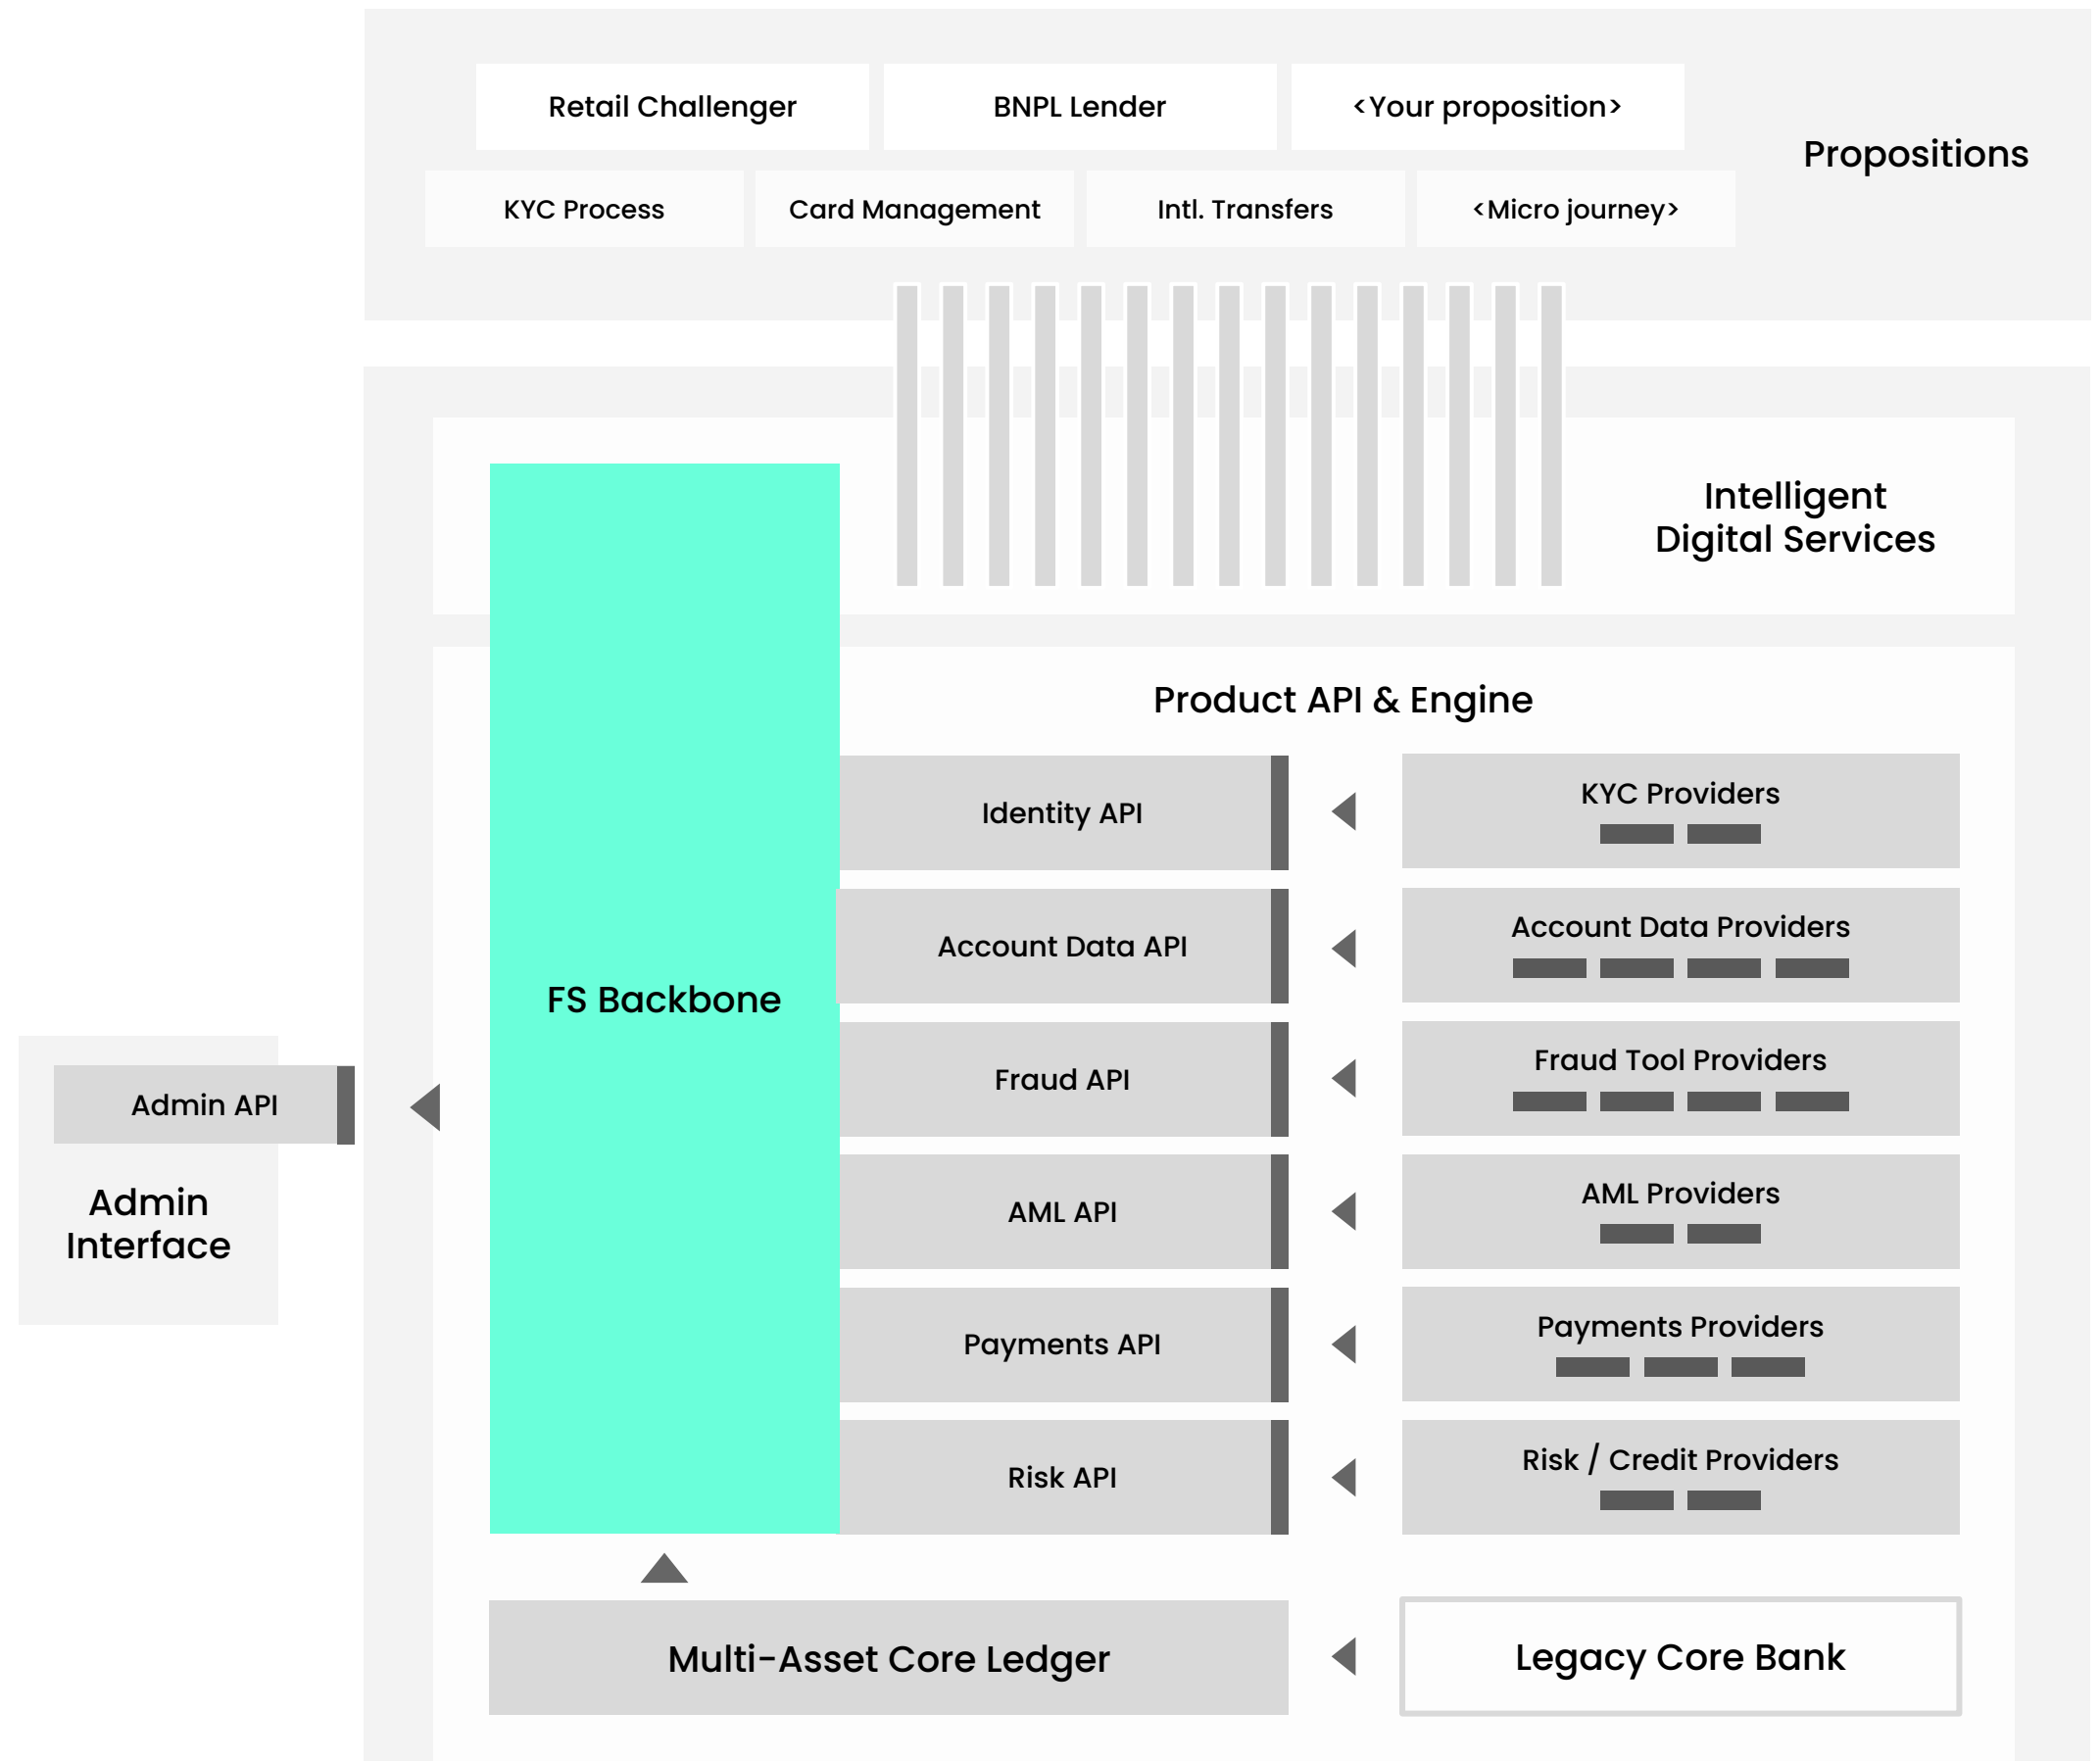 Retail Challenger
BNPL Lender
<Your proposition>
Propositions
KYC Process
Card Management
Intl. Transfers
<Micro journey>
Intelligent
Digital Services
Product API & Engine
FS Backbone
Identity API
KYC Providers
Account Data API
Account Data Providers
Fraud API
Fraud Tool Providers
Admin API
Admin
Interface
AML API
AML Providers
Payments API
Payments Providers
Risk API
Risk / Credit Providers
Multi-Asset Core Ledger
Legacy Core Bank